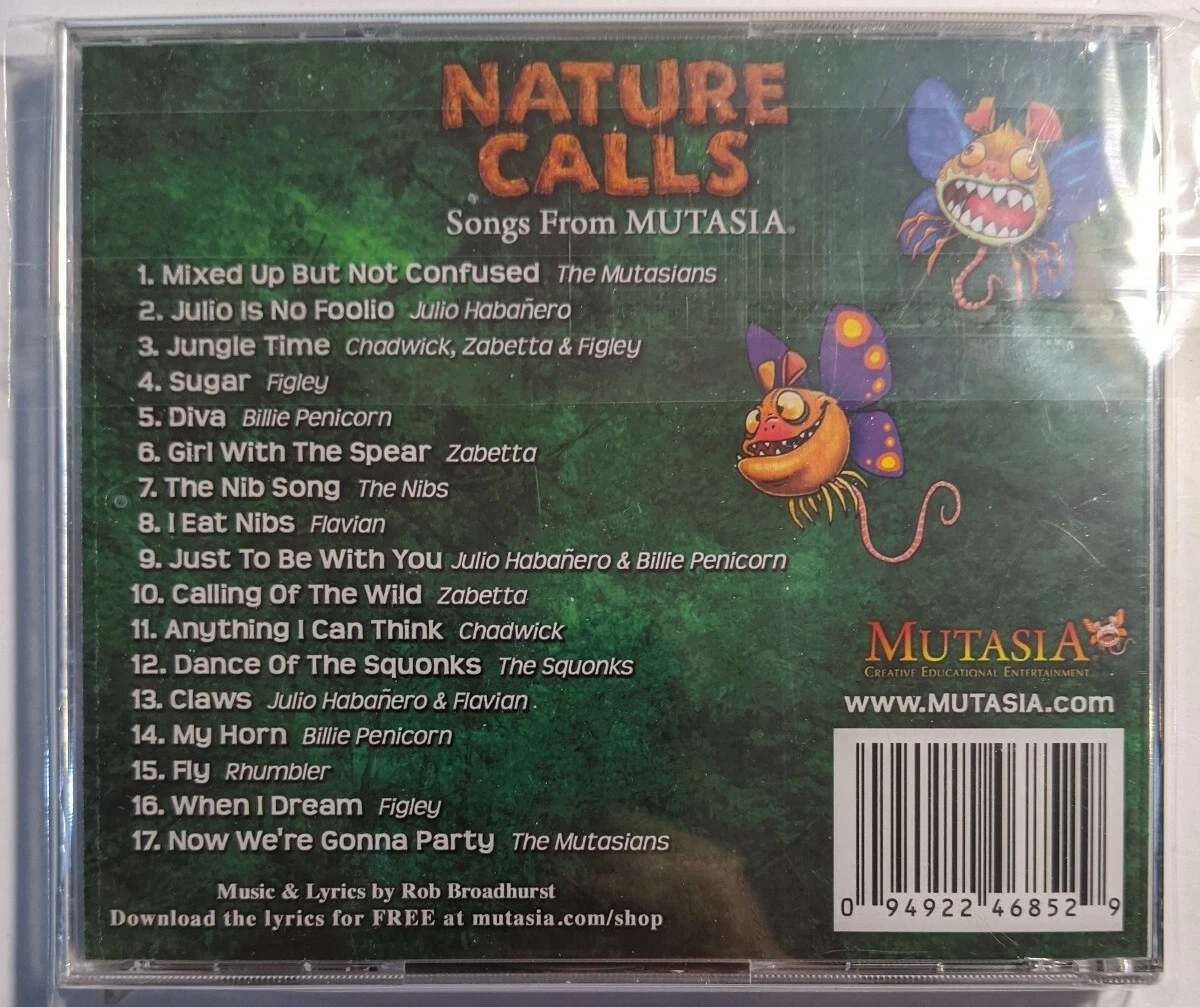 NATURE
CALLS
Songs From MUTASIA®
1. Mixed Up But Not Confused The Mutasians
2. Julio Is No Foolio Julio Habañero
3. Jungle Time Chadwick, Zabetta & Figley
4. Sugar Figley
5. Diva Billie Penicorn
6. Girl With The Spear Zabetta
7. The Nib Song The Nibs
8. I Eat Nibs Flavian
9. Just To Be With You Julio Habañero & Billie Penicorn
10. Calling Of The Wild Zabetta
11. Anything I Can Think Chadwick
12. Dance Of The Squonks The Squonks
13. Claws Julio Habañero & Flavian
14. My Horn Billie Penicorn
15. Fly Rhumbler
16. When I Dream Figley
17. Now We're Gonna Party The Mutasians
Music & Lyrics by Rob Broadhurst
Download the lyrics for FREE at mutasia.com/shop
MUTASIA®
CREATIVE EDUCATIONAL ENTERTAINMENT
www.MUTASIA.com
0 94922 46852 9